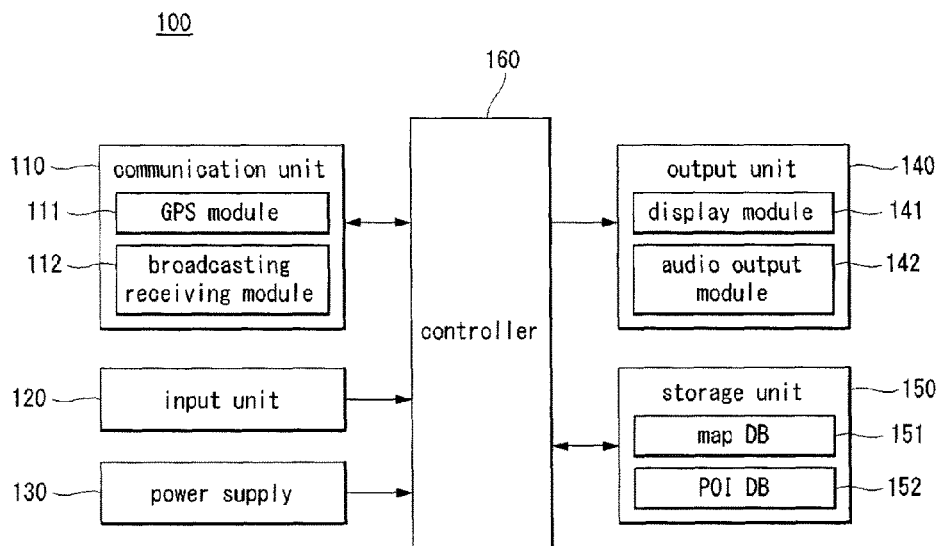 100
160
110
communication unit
111
GPS module
112
broadcasting
receiving module
120
input unit
130
power supply
controller
output unit
140
display module
141
audio output
module
142
storage unit
150
map DB
151
POI DB
152